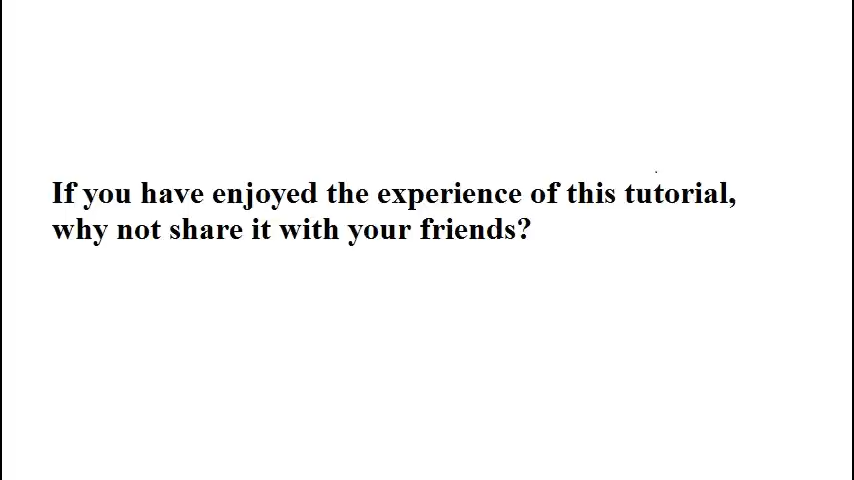 If you have enjoyed the experience of this tutorial,
why not share it with your friends?